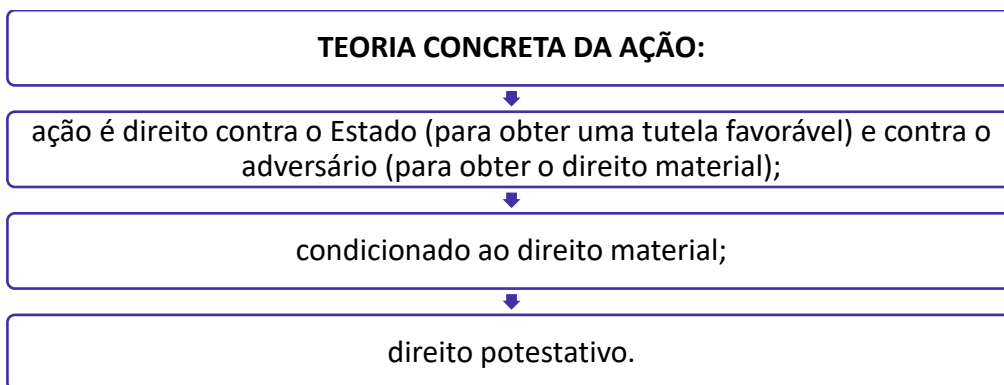 TEORIA CONCRETA DA AÇÃO:
ação é direito contra o Estado (para obter uma tutela favorável) e contra o
adversário (para obter o direito material);
condicionado ao direito material;
direito potestativo.